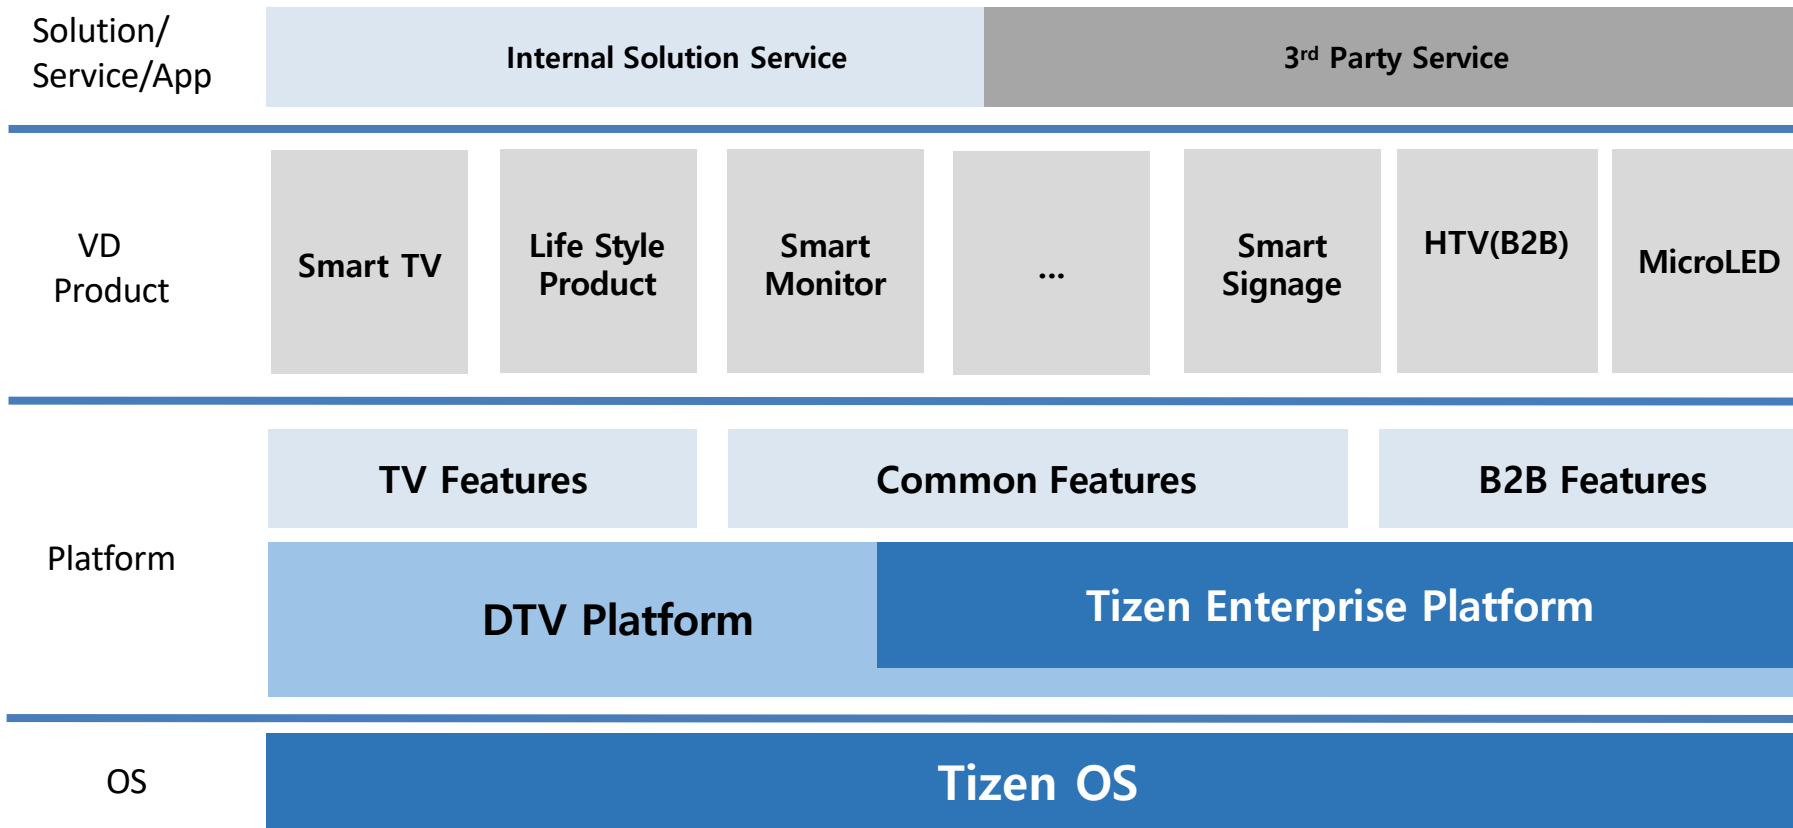 Solution/
Service/App
Internal Solution Service
3rd Party Service
VD
Product
Smart TV
Life Style
Product
Smart
Monitor
...
Smart
Signage
HTV(B2B)
MicroLED
Platform
TV Features
Common Features
B2B Features
DTV Platform
Tizen Enterprise Platform
OS
Tizen OS